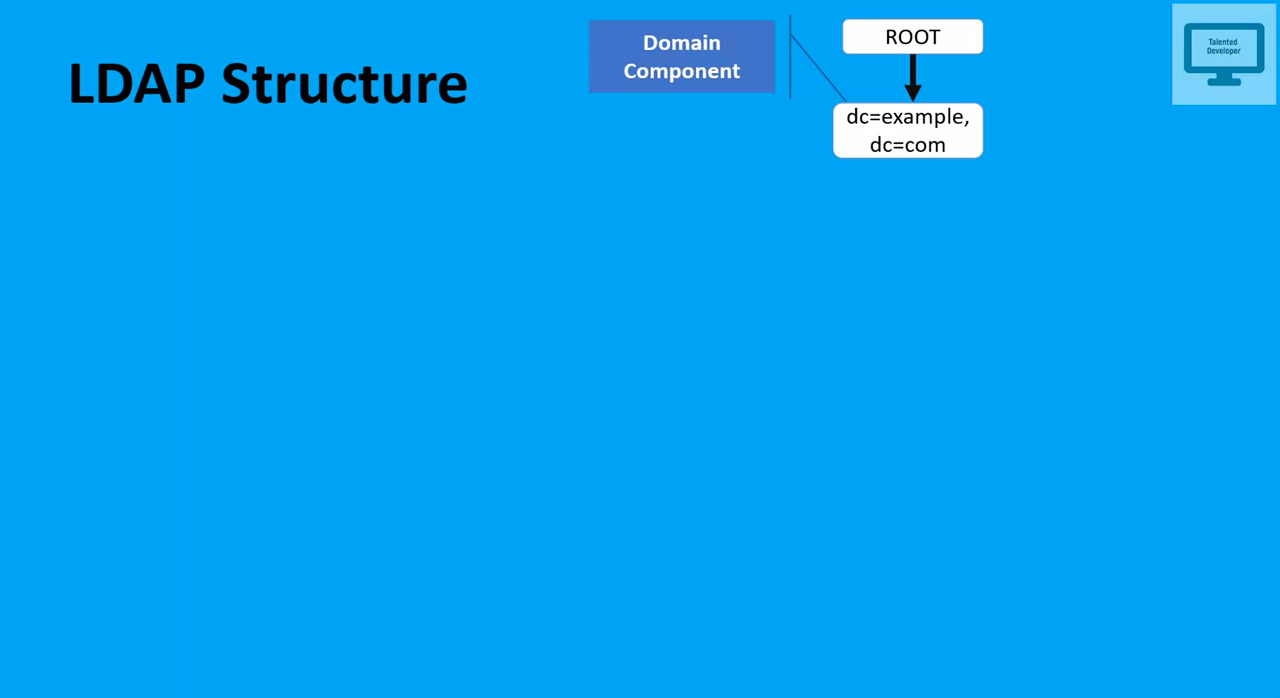 LDAP Structure
Domain
Component
ROOT
dc=example,
dc=com
Talented
Developer